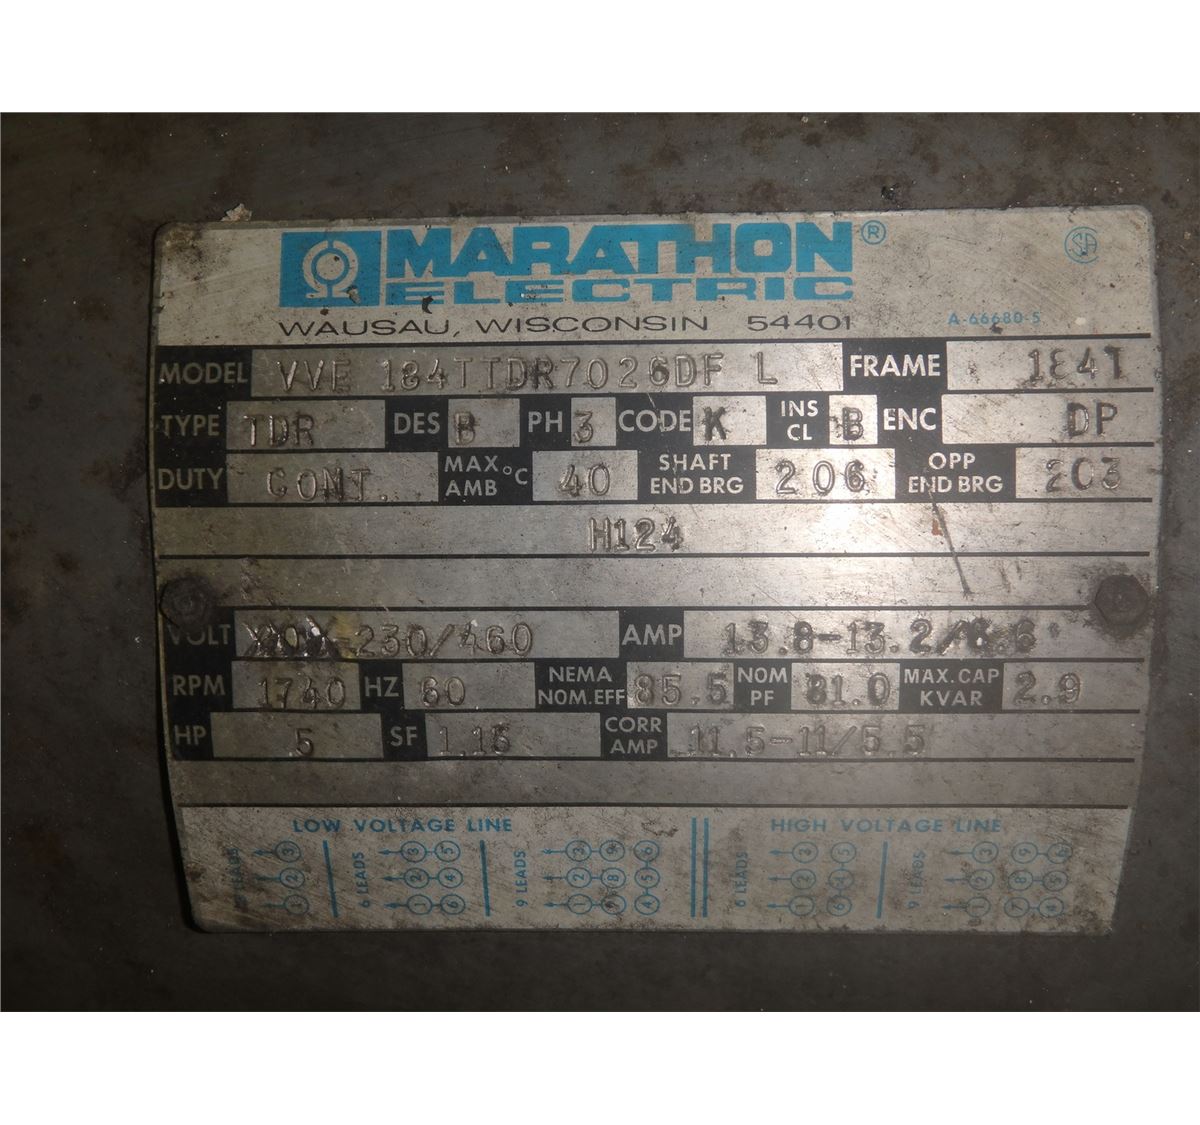 MARATHON®
ELECTRIC
WAUSAU, WISCONSIN 54401
A-66680-5
MODEL VVE 184TTDR7026DF L FRAME 184T
TYPE TDR DES B PH 3 CODE K INS CL B ENC DP
DUTY CONT. MAX. AMB °C 40 SHAFT END BRG 206 OPP END BRG 203
H124
VOLT -230/460 AMP 13.8-13.2/6.6
RPM 1740 HZ 60 NEMA NOM. EFF 85.5 NOM PF 81.0 MAX. CAP KVAR 2.9
HP 5 SF 1.15 CORR AMP 11.5-11/5.5
LOW VOLTAGE LINE HIGH VOLTAGE LINE
6 LEADS
9 LEADS
6 LEADS
9 LEADS